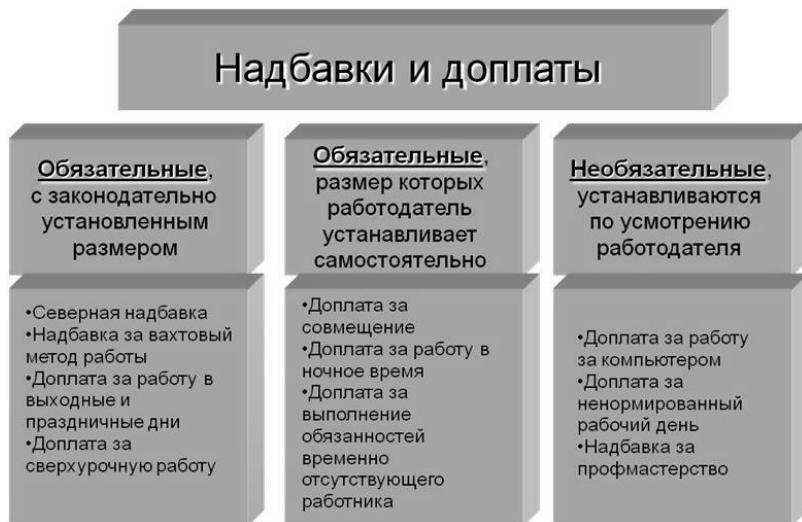 Надбавки и доплаты
Обязательные,
с законодательно
установленным
размером
•Северная надбавка
•Надбавка за вахтовый
метод работы
•Доплата за работу в
выходные и
праздничные дни
•Доплата за
сверхурочную работу
Обязательные,
размер которых
работодатель
устанавливает
самостоятельно
•Доплата за
совмещение
•Доплата за работу в
ночное время
•Доплата за
выполнение
обязанностей
временно
отсутствующего
работника
Необязательные,
устанавливаются
по усмотрению
работодателя
•Доплата за работу
за компьютером
•Доплата за
ненормированный
рабочий день
•Надбавка за
профмастерство